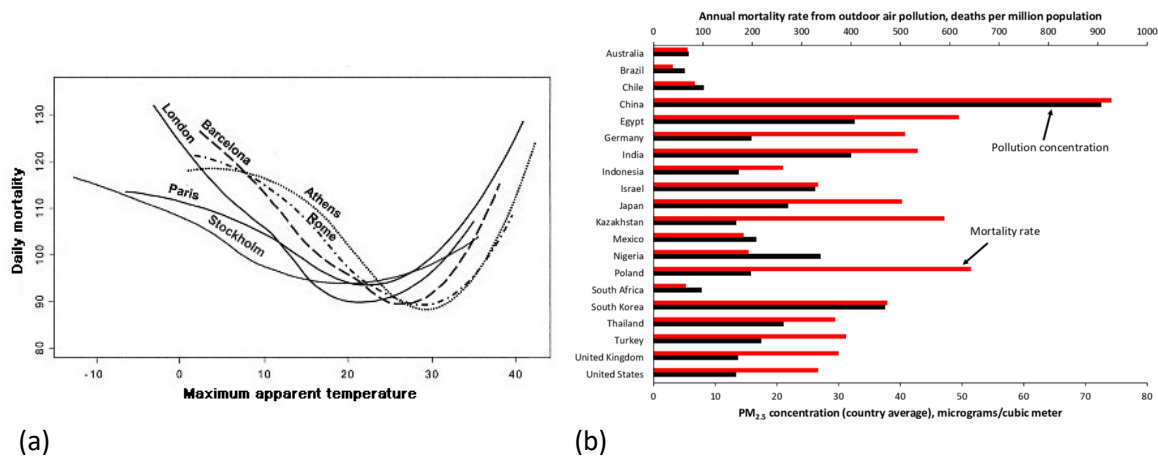 Daily mortality
130
120
110
100
90
80
London
Barcelona
Athens
Rome
Paris
Stockholm
-10
0
10
20
30
40
Maximum apparent temperature
(a)
Annual mortality rate from outdoor air pollution, deaths per million population
0 100 200 300 400 500 600 700 800 900 1000
Australia
Brazil
Chile
China
Egypt
Germany
Pollution concentration
India
Indonesia
Israel
Japan
Kazakhstan
Mortality rate
Mexico
Nigeria
Poland
South Africa
South Korea
Thailand
Turkey
United Kingdom
United States
0 10 20 30 40 50 60 70 80
PM2.5 concentration (country average), micrograms/cubic meter
(b)